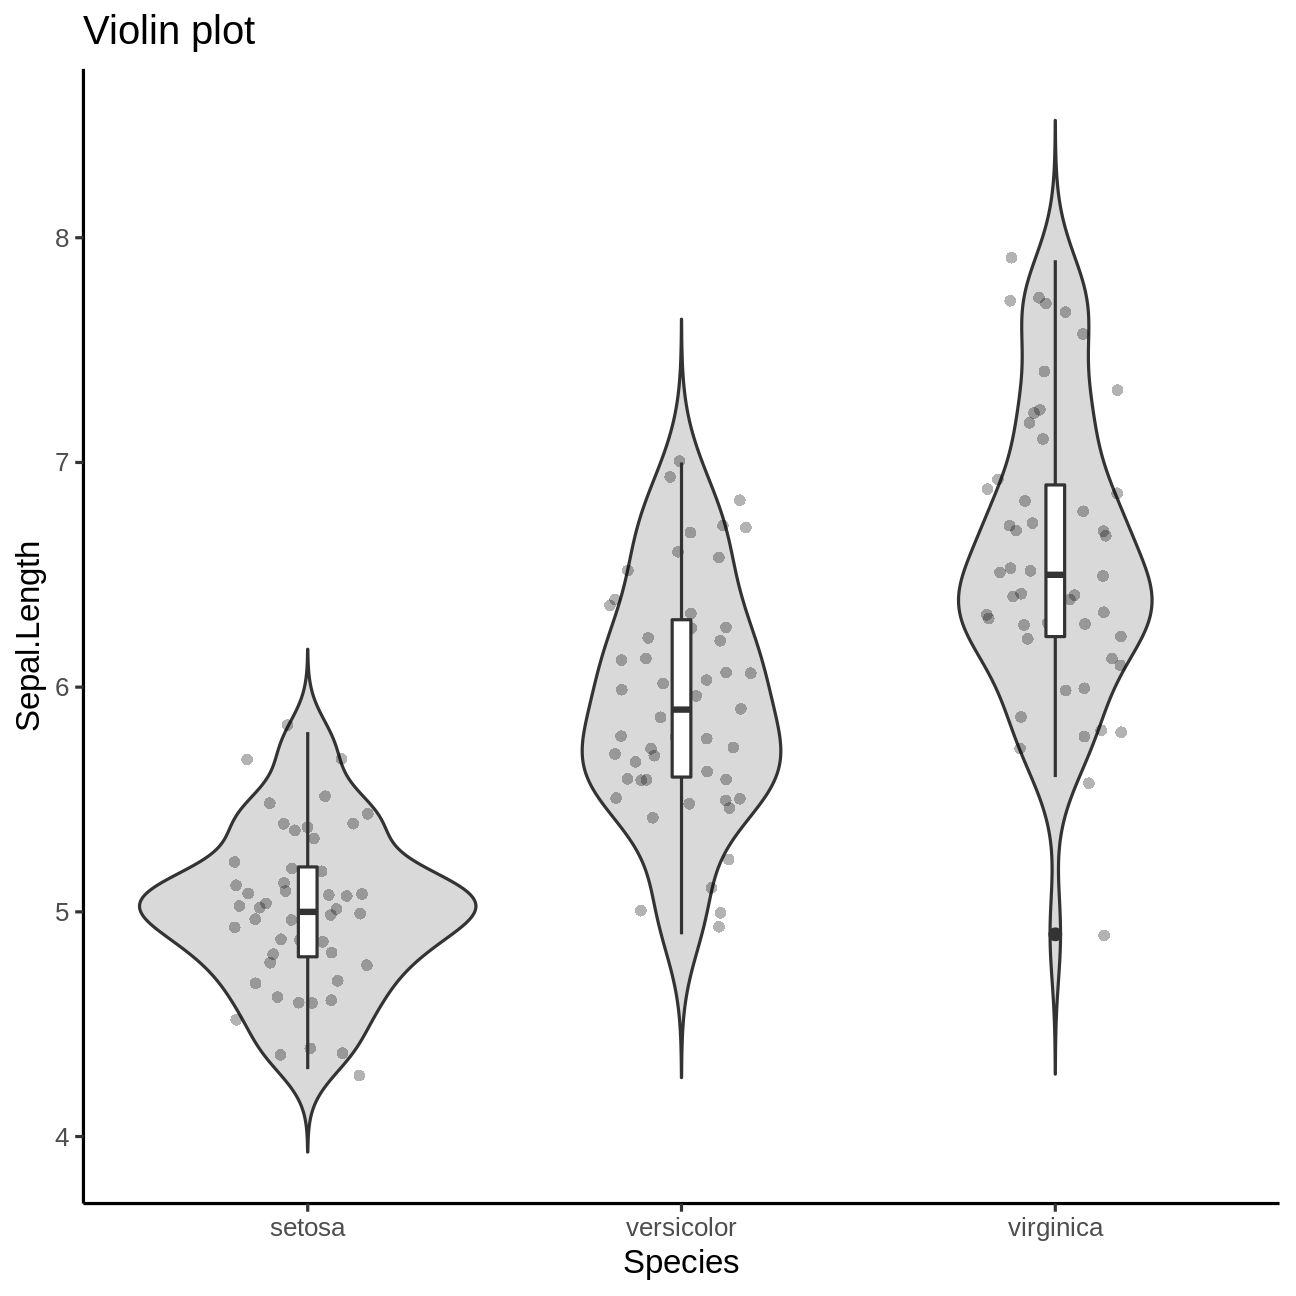 Violin plot
Sepal.Length
8
7
6
5
4
setosa
versicolor
virginica
Species